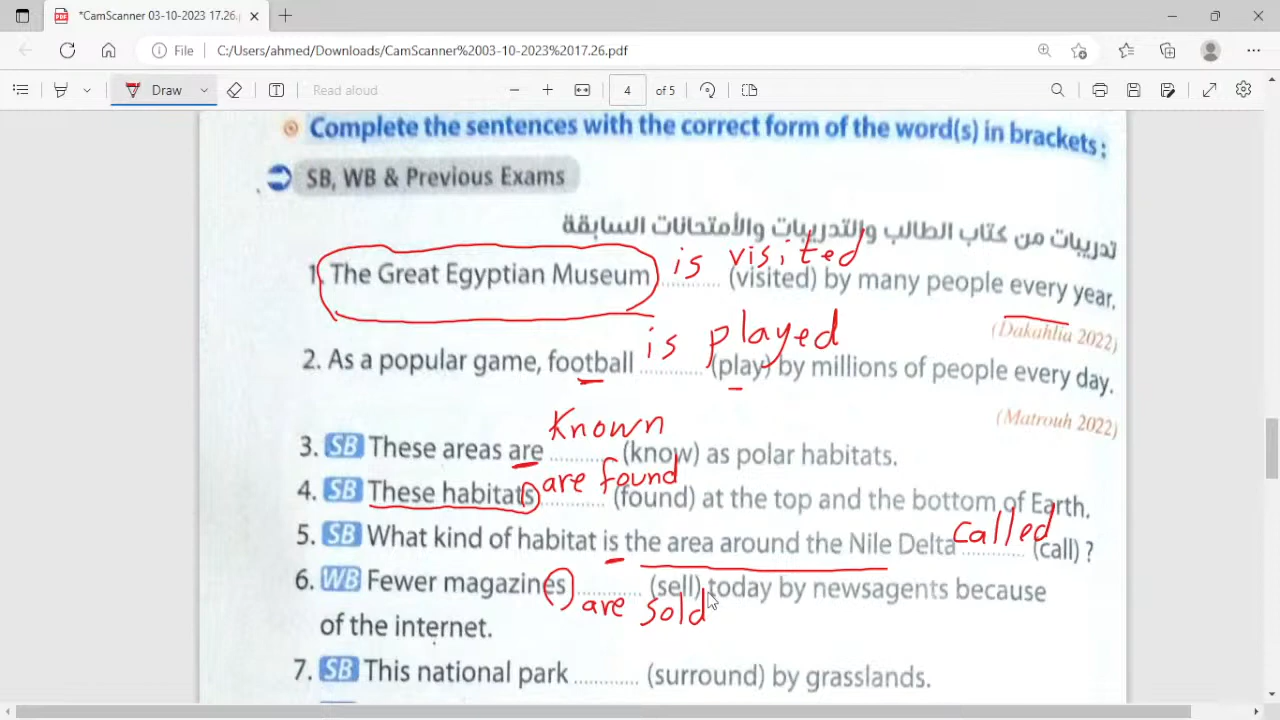 *CamScanner 03-10-2023 17.26.
File C:/Users/ahmed/Downloads/CamScanner%2003-10-2023%2017.26.pdf
Draw Read aloud 4 of 5
Complete the sentences with the correct form of the word(s) in brackets:
SB, WB & Previous Exams
تدريبات من كتاب الطالب والتدريبات والأمتحانات السابقة
1. The Great Egyptian Museum is visited .......... (visited) by many people every year.
(Dakahlia 2022)
2. As a popular game, football is played .......... (play) by millions of people every day.
(Matrouh 2022)
3. SB These areas are Known .......... (know) as polar habitats.
4. SB These habitats are found .......... (found) at the top and the bottom of Earth.
5. SB What kind of habitat is the area around the Nile Delta called .......... (call) ?
6. WB Fewer magazines .......... (sell) today by newsagents because
are sold
of the internet.
7. SB This national park .......... (surround) by grasslands.